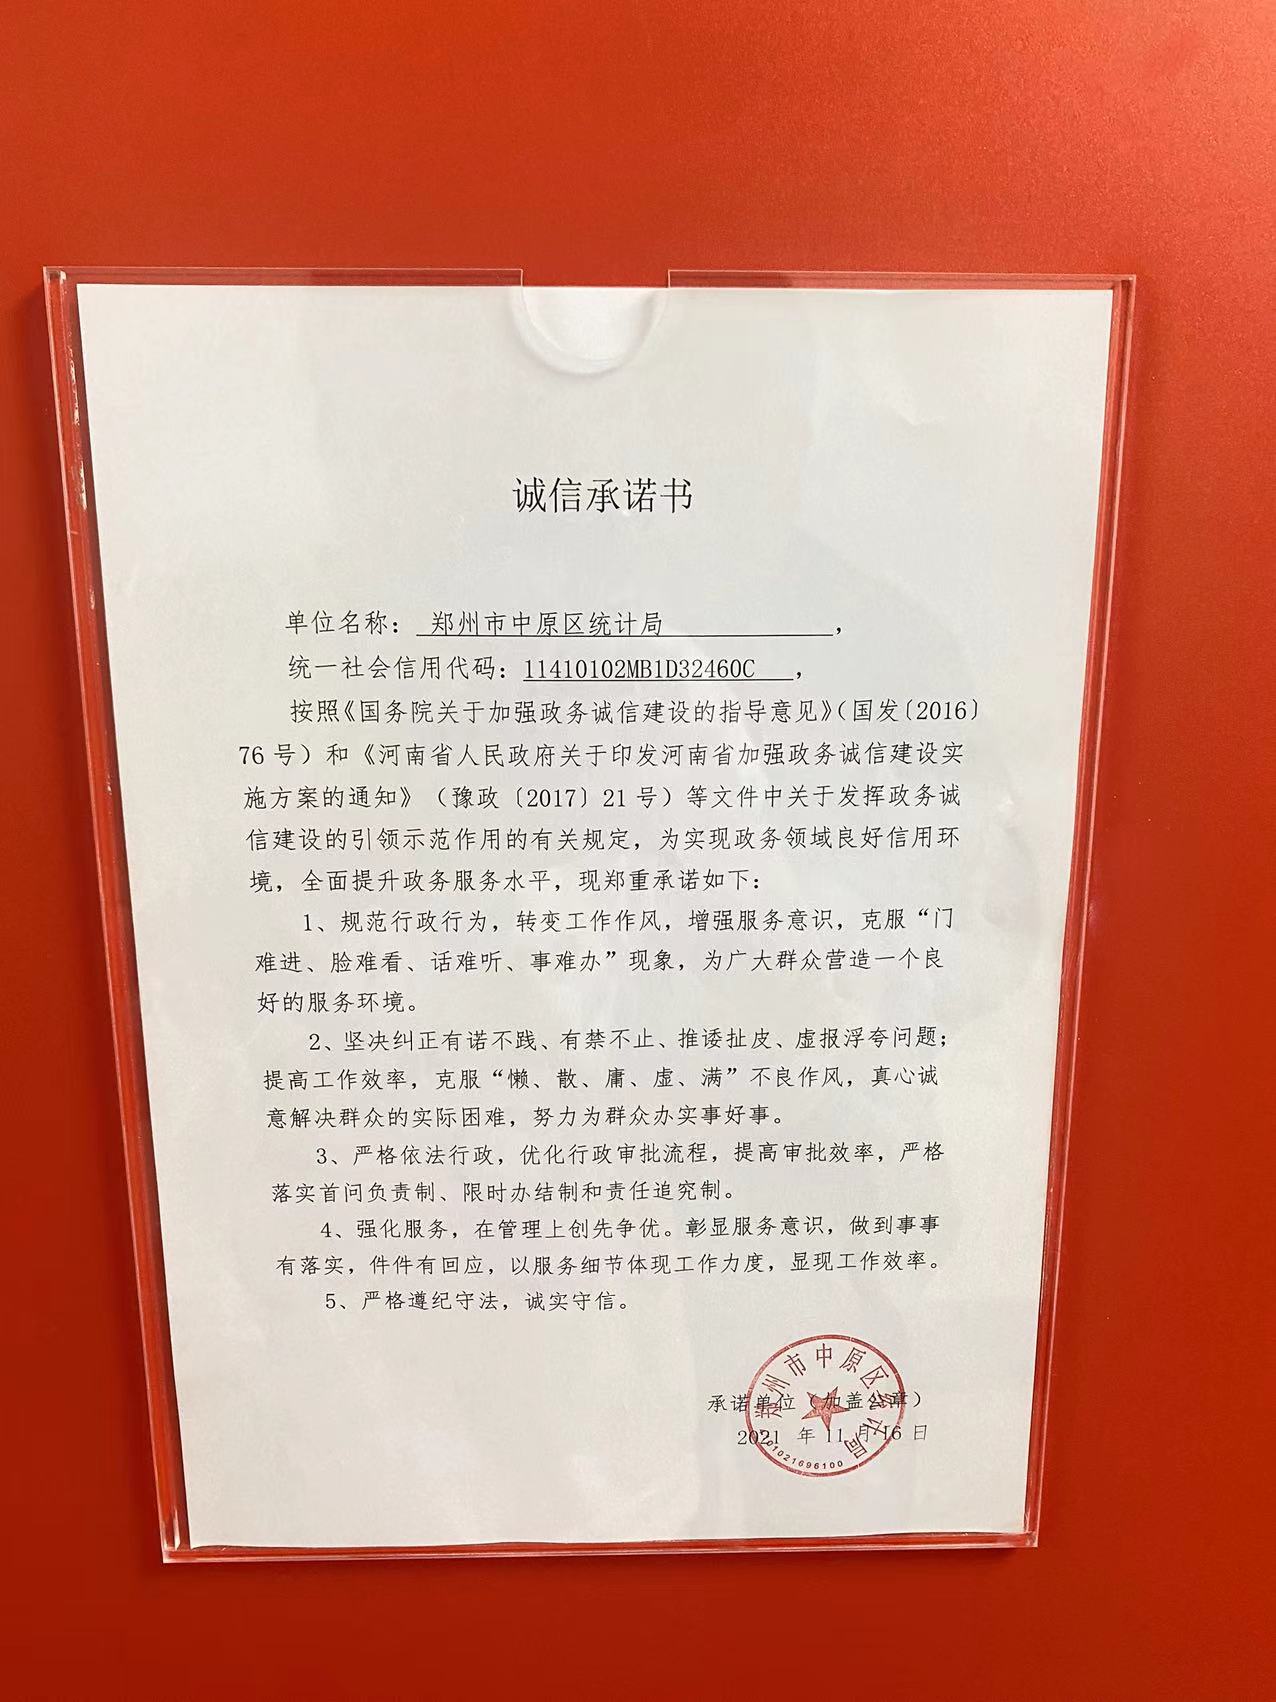 诚信承诺书
单位名称：郑州市中原区统计局，
统一社会信用代码：11410102MB1D32460C，
按照《国务院关于加强政务诚信建设的指导意见》（国发〔2016〕
76号）和《河南省人民政府关于印发河南省加强政务诚信建设实
施方案的通知》（豫政〔2017〕21号）等文件中关于发挥政务诚
信建设的引领示范作用的有关规定，为实现政务领域良好信用环
境，全面提升政务服务水平，现郑重承诺如下：
1、规范行政行为，转变工作作风，增强服务意识，克服“门
难进、脸难看、话难听、事难办”现象，为广大群众营造一个良
好的服务环境。
2、坚决纠正有诺不践、有禁不止、推诿扯皮、虚报浮夸问题；
提高工作效率，克服“懒、散、庸、虚、满”不良作风，真心诚
意解决群众的实际困难，努力为群众办实事好事。
3、严格依法行政，优化行政审批流程，提高审批效率，严格
落实首问负责制、限时办结制和责任追究制。
4、强化服务，在管理上创先争优。彰显服务意识，做到事事
有落实，件件有回应，以服务细节体现工作力度，显现工作效率。
5、严格遵纪守法，诚实守信。
承诺单位（加盖公章）
2021 年 11 月 16 日
郑州市中原区统计局